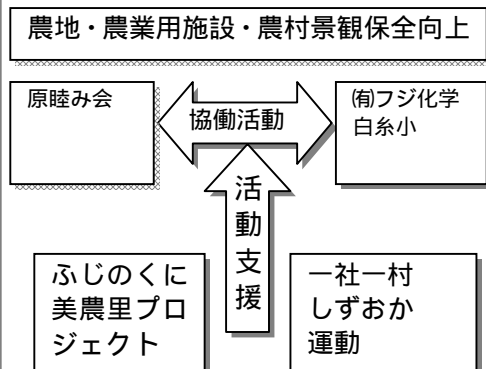 農地・農業用施設・農村景観保全向上
原睦み会
協働活動
㈲フジ化学
白糸小
活動支援
ふじのくに
美農里プロ
ジェクト
一社一村
しずおか
運動